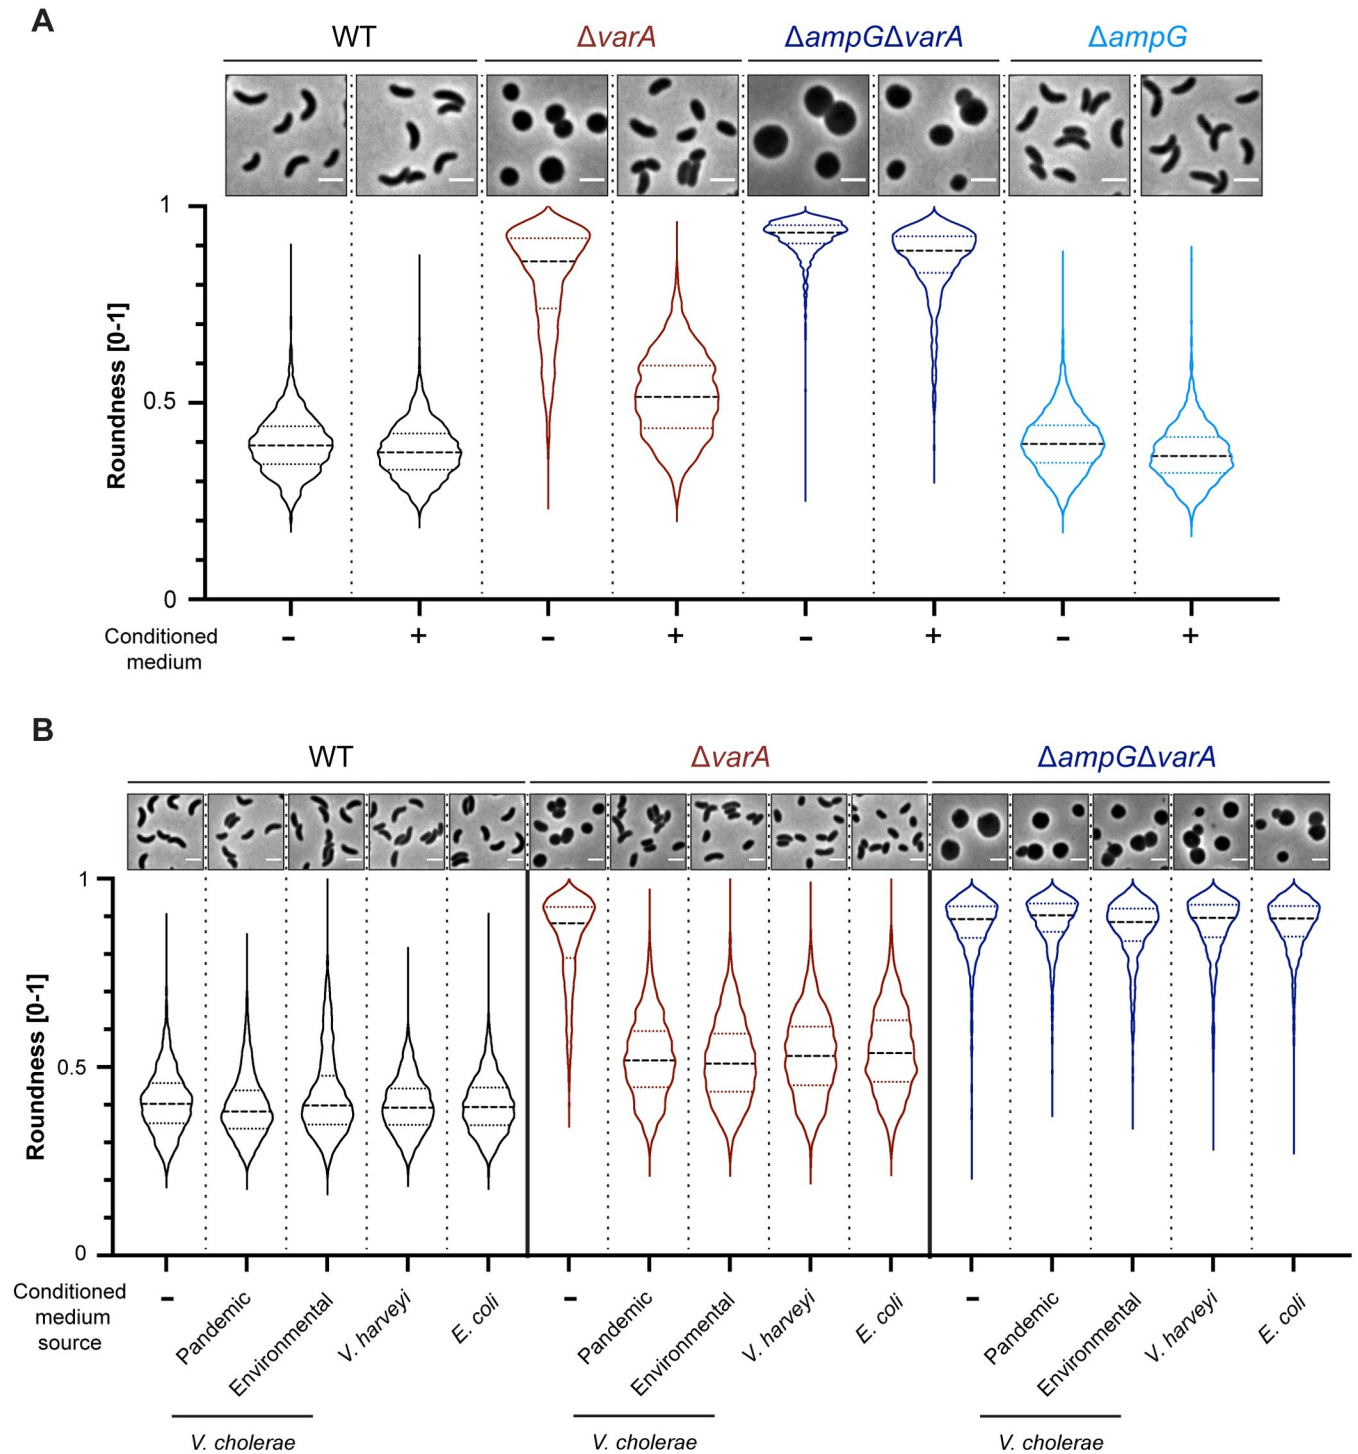 A
WT
ΔvarA
ΔampGΔvarA
ΔampG
1
0.5
0
Roundness [0-1]
Conditioned
medium
– + – + – + – +
B
WT
ΔvarA
ΔampGΔvarA
1
0.5
0
Roundness [0-1]
Conditioned
medium
source
–
Pandemic
Environmental
V. harveyi
E. coli
–
Pandemic
Environmental
V. harveyi
E. coli
–
Pandemic
Environmental
V. harveyi
E. coli
V. cholerae
V. cholerae
V. cholerae